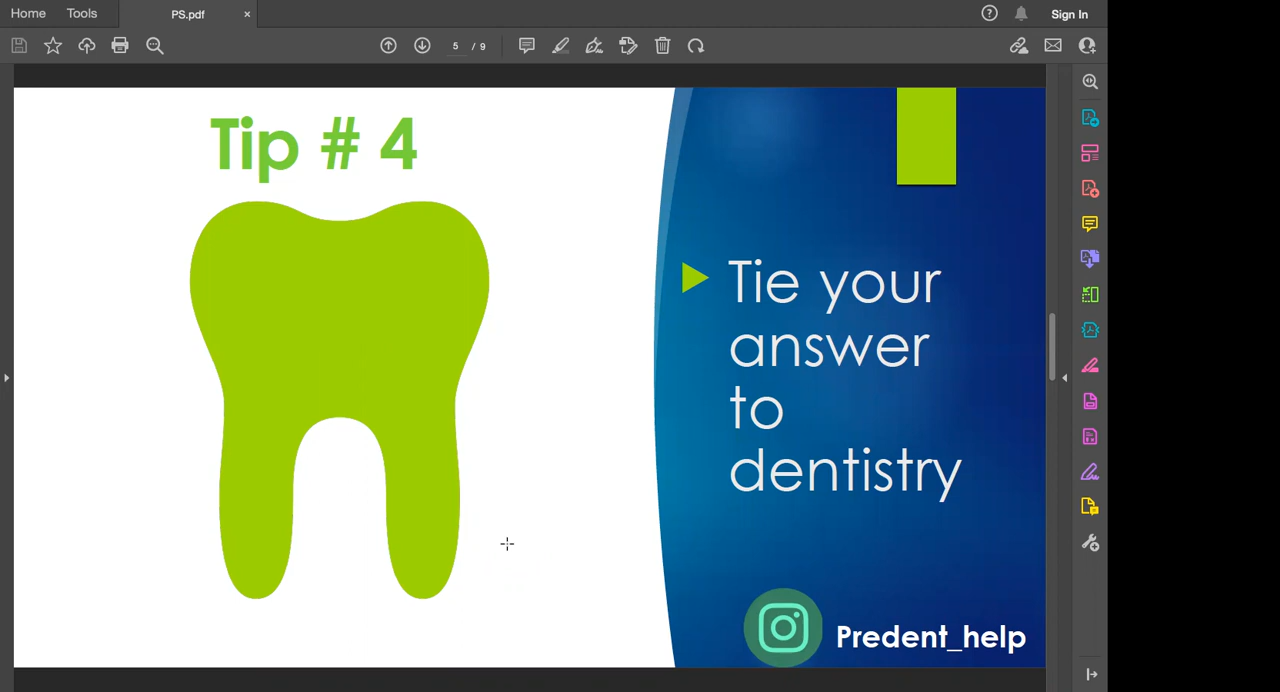 Home Tools PS.pdf × Sign In
5 / 9
Tip # 4
Tie your
answer
to
dentistry
Predent_help